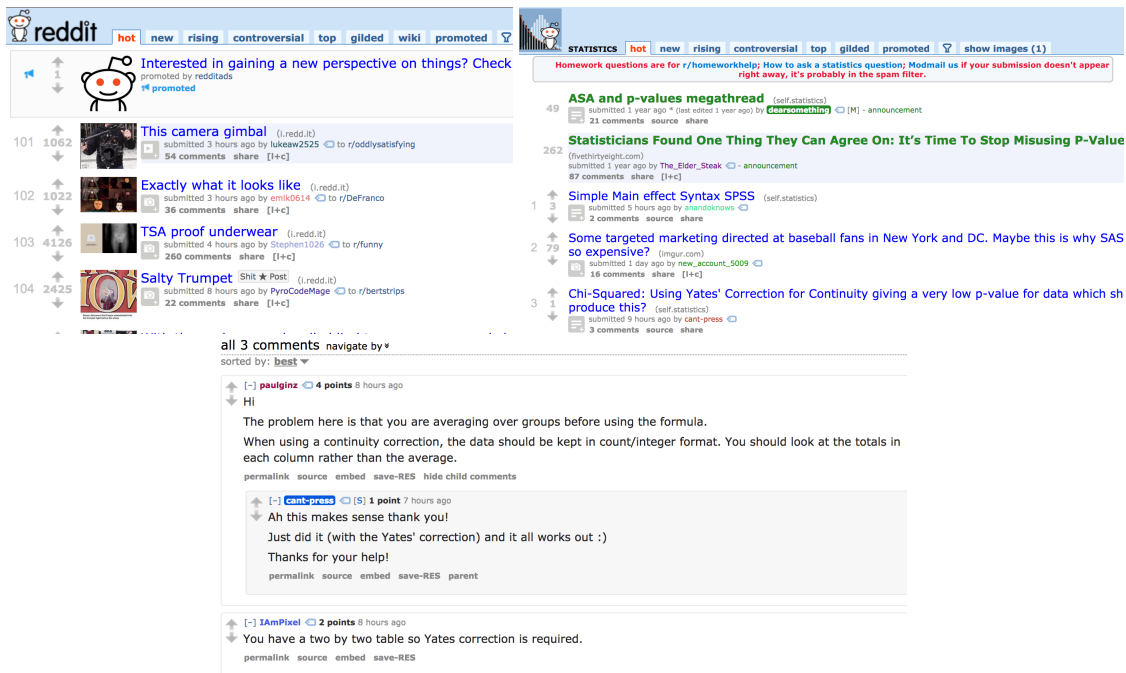 reddit
hot new rising controversial top gilded wiki promoted
1
Interested in gaining a new perspective on things? Check
promoted by redditads
promoted
101 1062
This camera gimbal (i.redd.it)
submitted 3 hours ago by lukeaw2525 to r/oddlysatisfying
54 comments share [l+c]
102 1022
Exactly what it looks like (i.redd.it)
submitted 3 hours ago by emlk0614 to r/DeFranco
36 comments share [l+c]
103 4126
TSA proof underwear (i.redd.it)
submitted 4 hours ago by Stephen1026 to r/funny
260 comments share [l+c]
104 2425
Salty Trumpet Shit ★ Post (i.redd.it)
submitted 8 hours ago by PyroCodeMage to r/bertstrips
22 comments share [l+c]
STATISTICS hot new rising controversial top gilded promoted show images (1)
Homework questions are for r/homeworkhelp; How to ask a statistics question; Modmail us if your submission doesn't appear
right away, it's probably in the spam filter.
49
ASA and p-values megathread (self.statistics)
submitted 1 year ago * (last edited 1 year ago) by dearsomething [M] - announcement
21 comments source share
262
Statisticians Found One Thing They Can Agree On: It's Time To Stop Misusing P-Value
(fivethirtyeight.com)
submitted 1 year ago by The_Elder_Steak - announcement
87 comments share [l+c]
1 3
Simple Main effect Syntax SPSS (self.statistics)
submitted 5 hours ago by anandoknows
2 comments source share
2 79
Some targeted marketing directed at baseball fans in New York and DC. Maybe this is why SAS
so expensive? (imgur.com)
submitted 1 day ago by new_account_5009
16 comments share [l+c]
3 1
Chi-Squared: Using Yates' Correction for Continuity giving a very low p-value for data which sh
produce this? (self.statistics)
submitted 9 hours ago by cant-press
3 comments source share
all 3 comments navigate by
sorted by: best
[–] paulginz 4 points 8 hours ago
Hi
The problem here is that you are averaging over groups before using the formula.
When using a continuity correction, the data should be kept in count/integer format. You should look at the totals in
each column rather than the average.
permalink source embed save-RES hide child comments
[–] cant-press [S] 1 point 7 hours ago
Ah this makes sense thank you!
Just did it (with the Yates' correction) and it all works out :)
Thanks for your help!
permalink source embed save-RES parent
[–] IAmPixel 2 points 8 hours ago
You have a two by two table so Yates correction is required.
permalink source embed save-RES